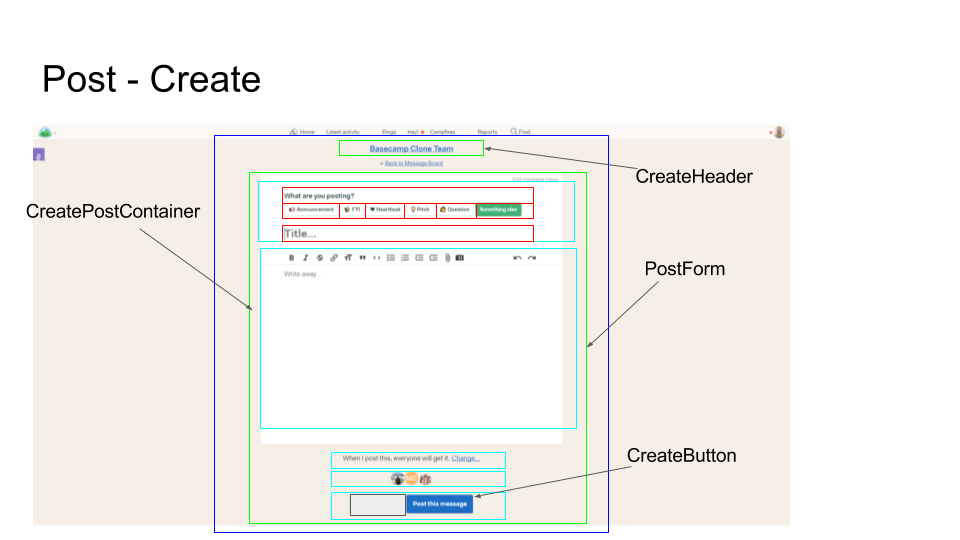 Post - Create
Home Latest activity Pings Hey! Campfires Reports Find...
Basecamp Clone Team
Back to Message Board
CreateHeader
Edit message types
What are you posting?
Announcement FYI Heartbeat Pitch Question Something else
CreatePostContainer
Title...
B I
PostForm
Write away...
When I post this, everyone will get it. Change...
CreateButton
MC
Post this message